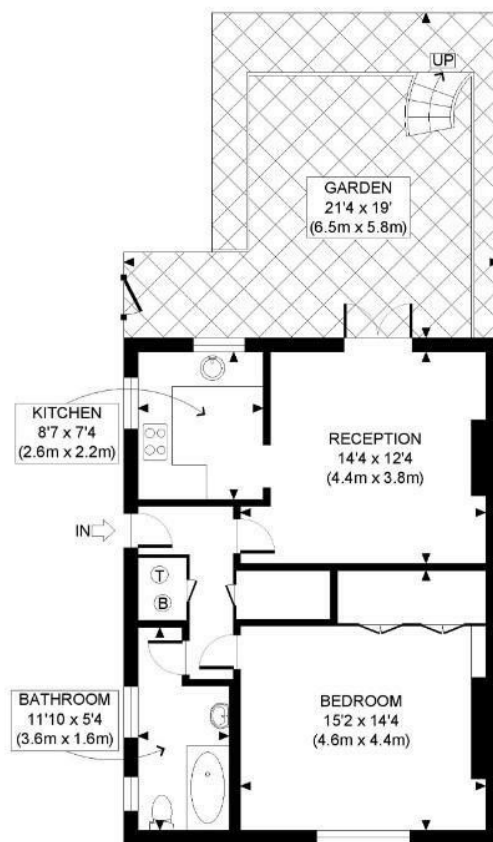 UP
GARDEN
21'4 x 19'
(6.5m x 5.8m)
KITCHEN
8'7 x 7'4
(2.6m x 2.2m)
RECEPTION
14'4 x 12'4
(4.4m x 3.8m)
IN
T
B
BATHROOM
11'10 x 5'4
(3.6m x 1.6m)
BEDROOM
15'2 x 14'4
(4.6m x 4.4m)